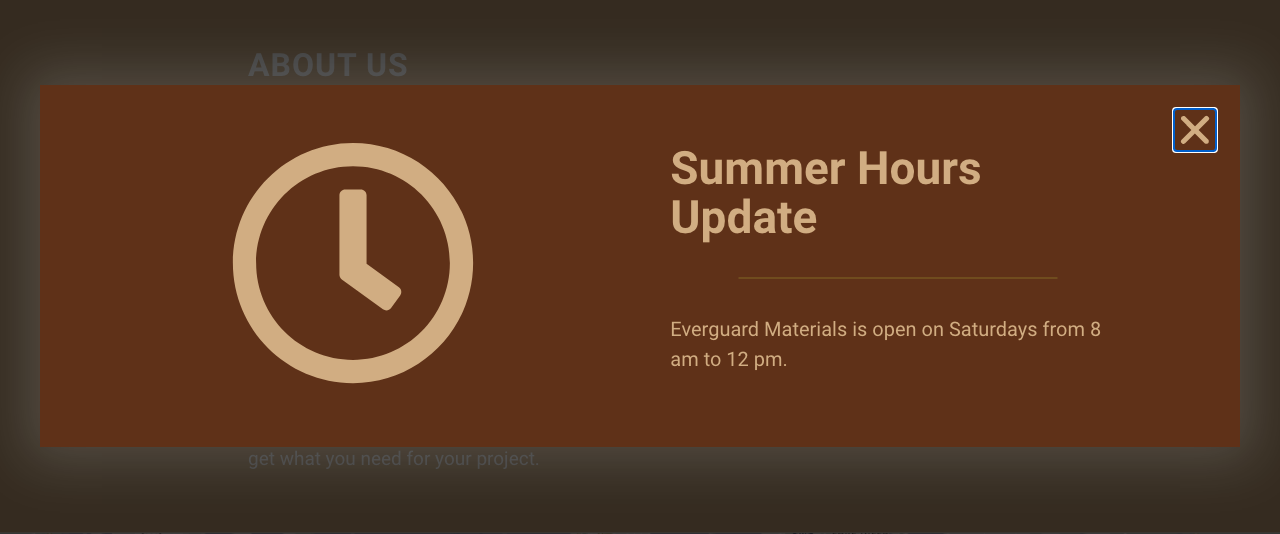 ABOUT US
Summer Hours
Update
Everguard Materials is open on Saturdays from 8
am to 12 pm.
get what you need for your project.